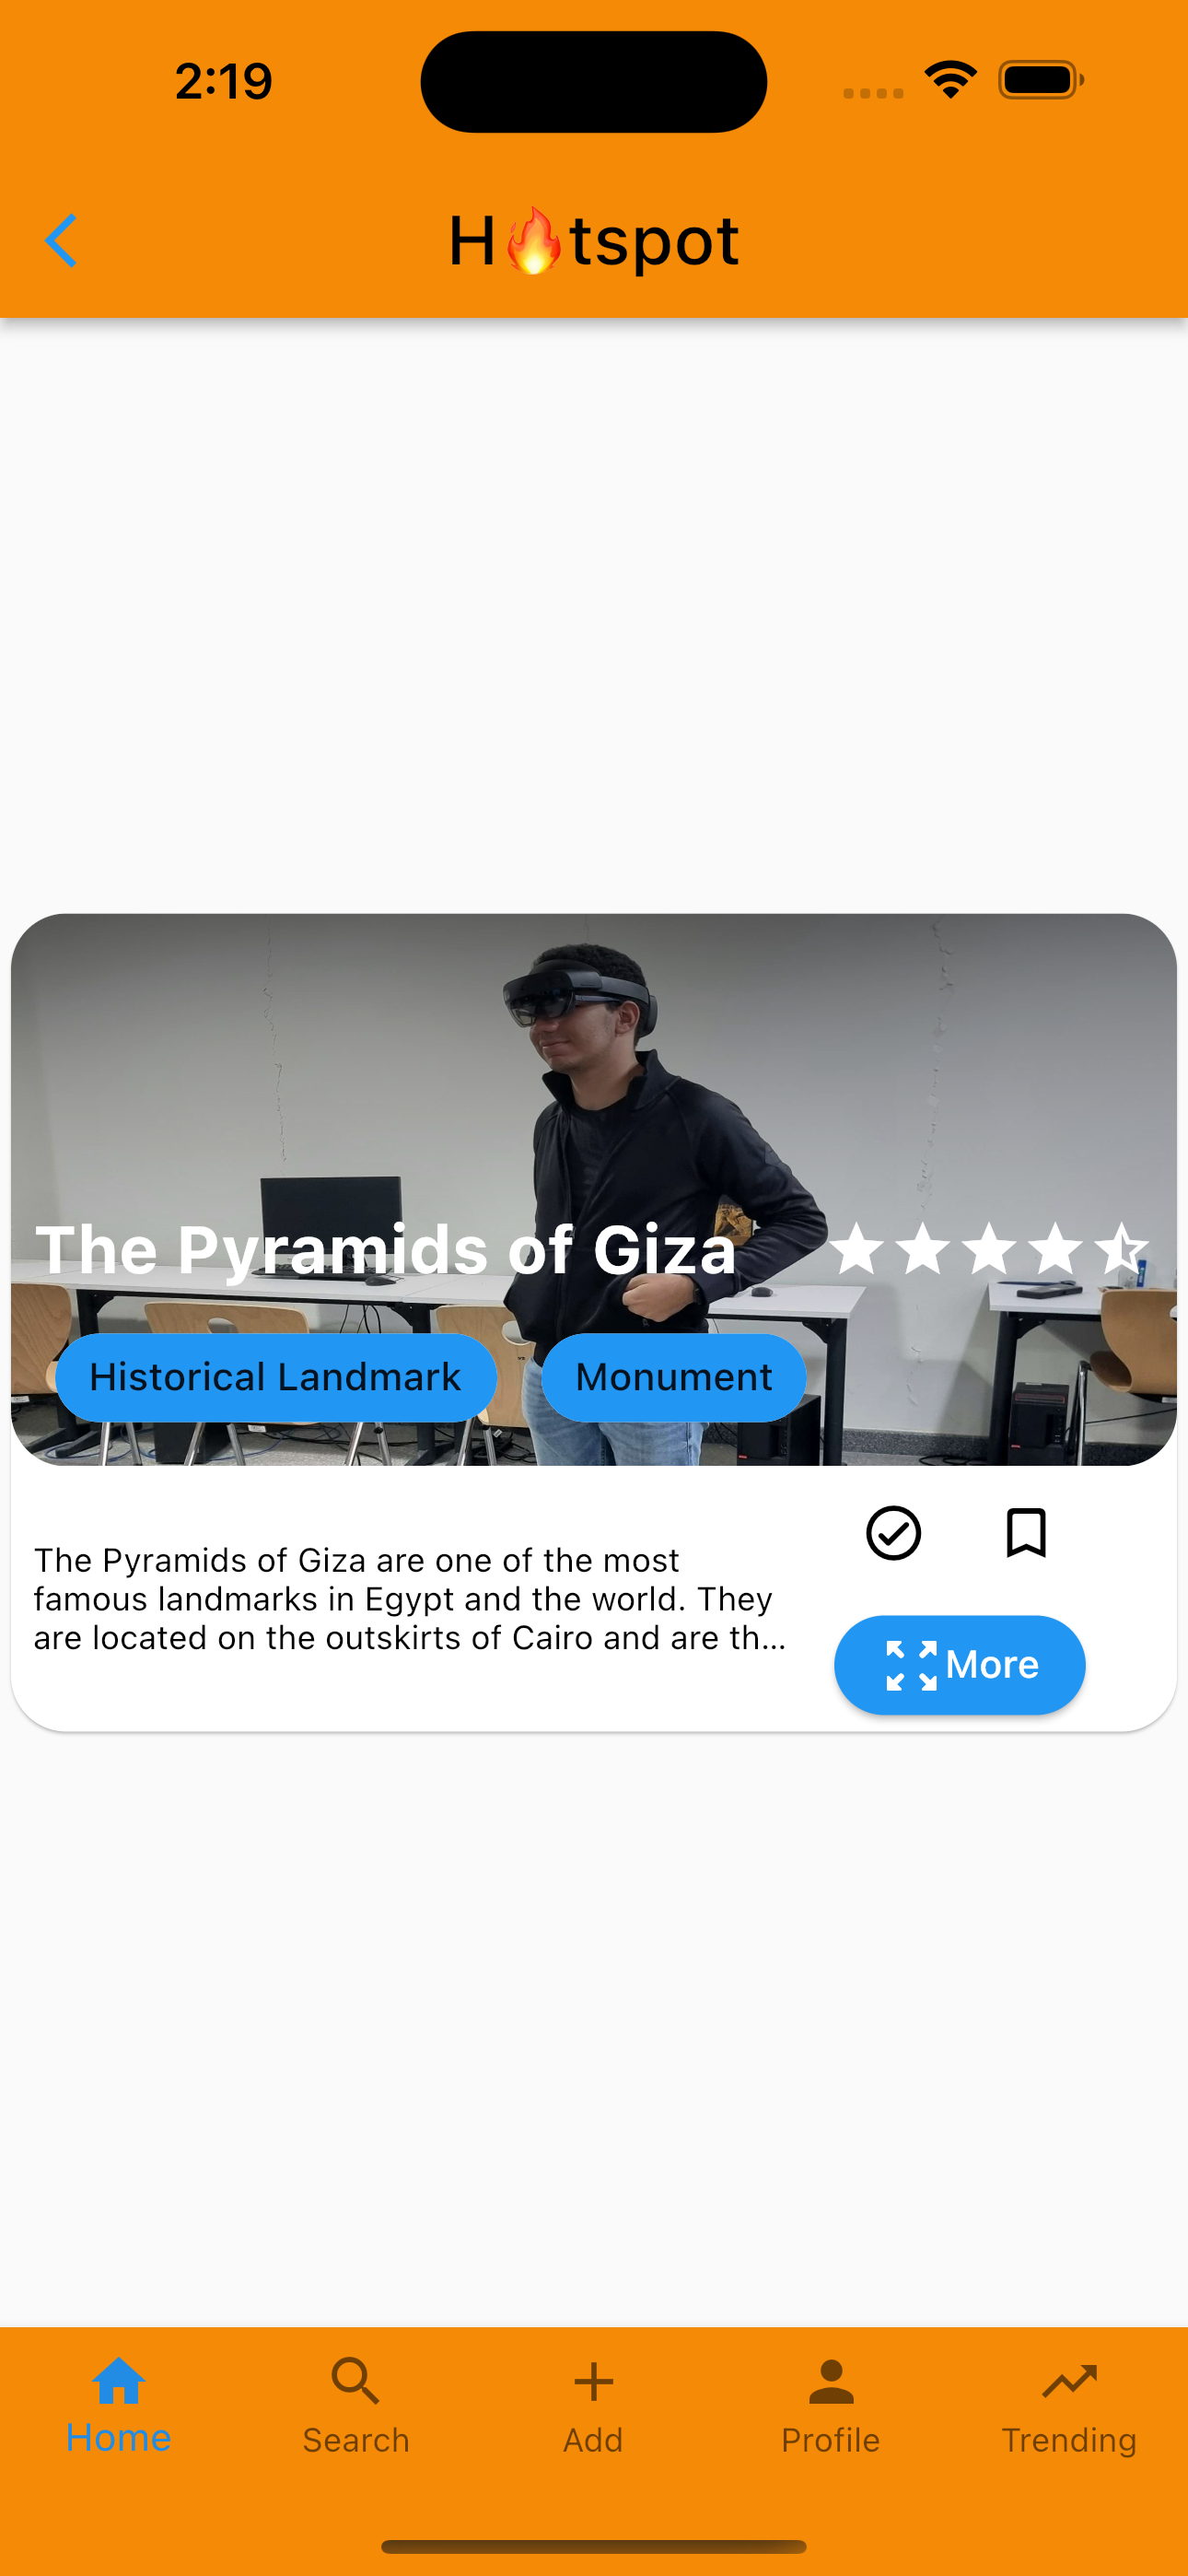 2:19
H🔥tspot
The Pyramids of Giza
Historical Landmark Monument
The Pyramids of Giza are one of the most
famous landmarks in Egypt and the world. They
are located on the outskirts of Cairo and are th...
More
Home Search Add Profile Trending